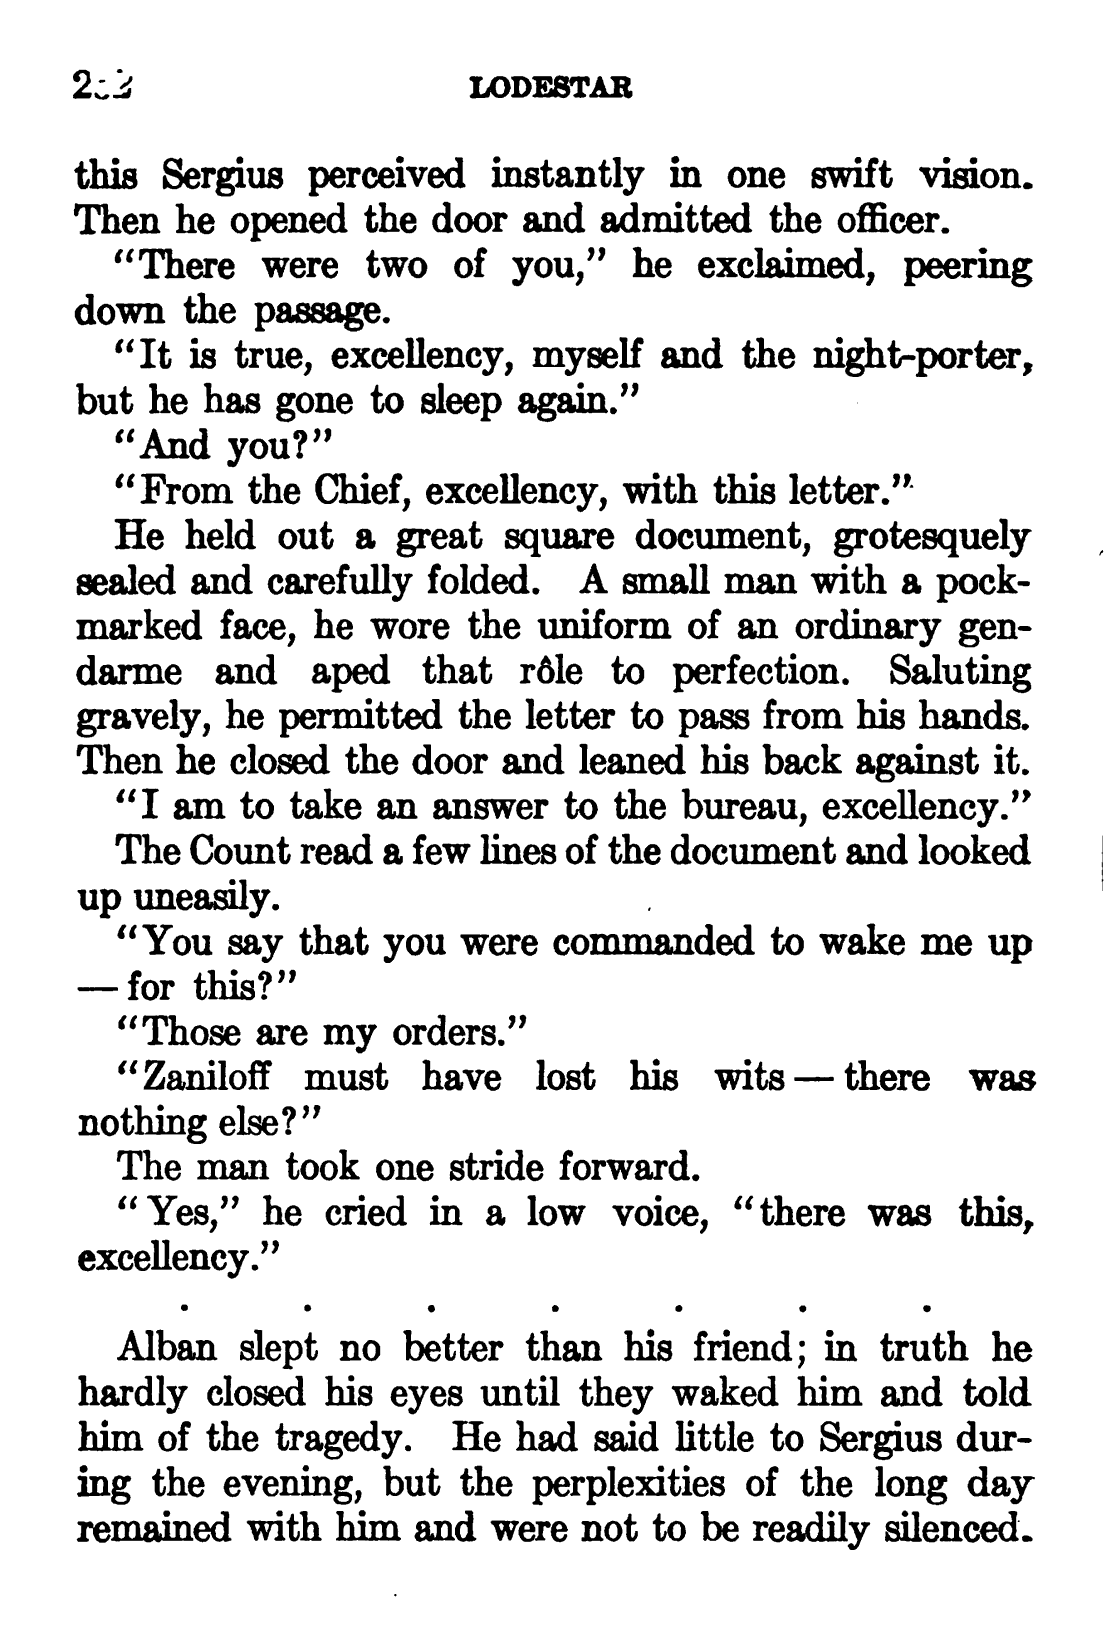 LODESTAR
this Sergius perceived instantly in one swift vision.
Then he opened the door and admitted the officer.
“There were two of you,” he exclaimed, peering
down the passage.
“It is true, excellency, myself and the night-porter,
but he has gone to sleep again.”
“And you?”
“From the Chief, excellency, with this letter.”
He held out a great square document, grotesquely
sealed and carefully folded. A small man with a pock-
marked face, he wore the uniform of an ordinary gen-
darme and aped that rôle to perfection. Saluting
gravely, he permitted the letter to pass from his hands.
Then he closed the door and leaned his back against it.
“I am to take an answer to the bureau, excellency.”
The Count read a few lines of the document and looked
up uneasily.
“You say that you were commanded to wake me up
— for this?”
“Those are my orders.”
“Zaniloff must have lost his wits — there was
nothing else?”
The man took one stride forward.
“Yes,” he cried in a low voice, “there was this,
excellency.”
. . . . . . .
Alban slept no better than his friend; in truth he
hardly closed his eyes until they waked him and told
him of the tragedy. He had said little to Sergius dur-
ing the evening, but the perplexities of the long day
remained with him and were not to be readily silenced.